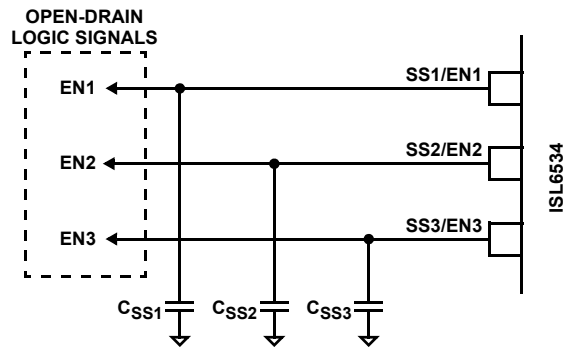 OPEN-DRAIN
LOGIC SIGNALS
EN1
SS1/EN1
EN2
SS2/EN2
EN3
SS3/EN3
ISL6534
CSS1
CSS2
CSS3